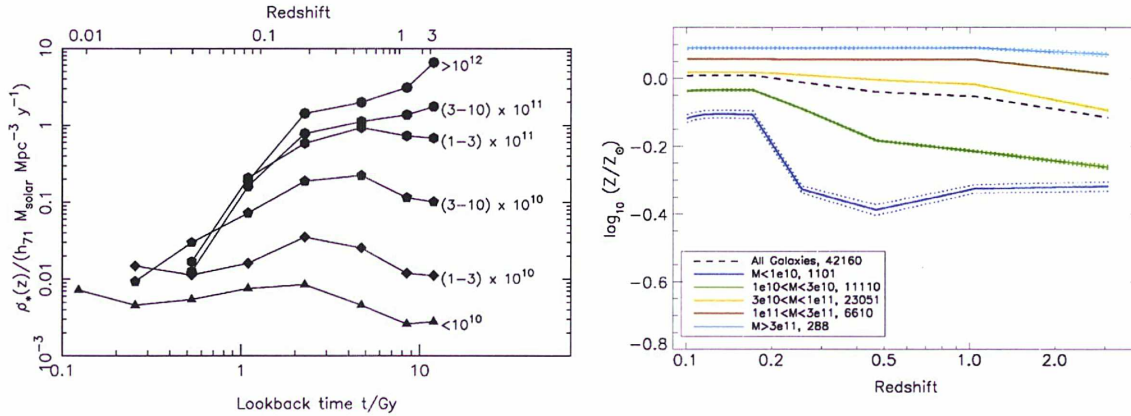 Redshift
0.01 0.1 1 3
10
1
0.1
0.01
10⁻³
ρ̇*(z)/(h71 Msolar Mpc⁻³ y⁻¹)
>10¹²
(3–10) × 10¹¹
(1–3) × 10¹¹
(3–10) × 10¹⁰
(1–3) × 10¹⁰
<10¹⁰
0.1 1 10
Lookback time t/Gy
log₁₀ (Z/Z⊙)
0.0
−0.2
−0.4
−0.6
−0.8
All Galaxies, 42160
M<1e10, 1101
1e10<M<3e10, 11110
3e10<M<1e11, 23051
1e11<M<3e11, 6610
M>3e11, 288
0.1 0.2 0.5 1.0 2.0
Redshift